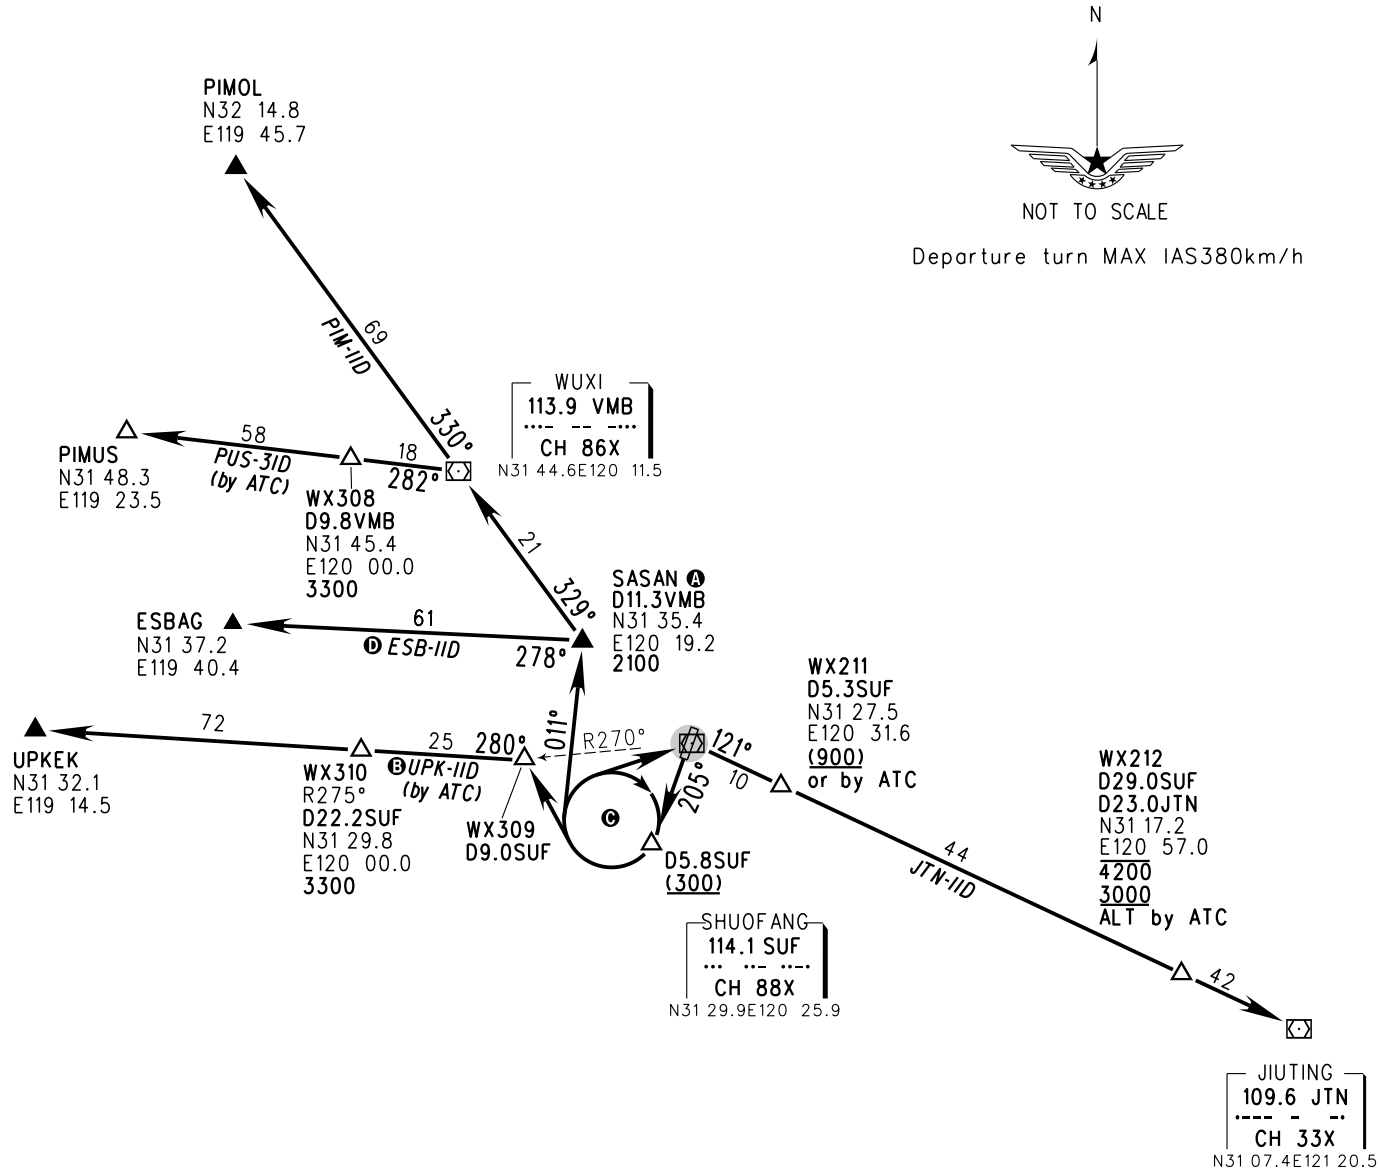 N
NOT TO SCALE
Departure turn MAX IAS380km/h
PIMOL
N32 14.8
E119 45.7
69
PIM-11D
330°
WUXI
113.9 VMB
CH 86X
N31 44.6E120 11.5
58
18
PUS-31D
(by ATC)
282°
PIMUS
N31 48.3
E119 23.5
WX308
D9.8VMB
N31 45.4
E120 00.0
3300
21
329°
SASAN A
D11.3VMB
N31 35.4
E120 19.2
2100
ESBAG
N31 37.2
E119 40.4
61
D ESB-11D
278°
WX211
D5.3SUF
N31 27.5
E120 31.6
(900)
or by ATC
72
25
280°
011°
R270°
121°
10
205°
UPKEK
N31 32.1
E119 14.5
B UPK-11D
(by ATC)
WX310
R275°
D22.2SUF
N31 29.8
E120 00.0
3300
WX309
D9.0SUF
C
D5.8SUF
(300)
WX212
D29.0SUF
D23.0JTN
N31 17.2
E120 57.0
4200
3000
ALT by ATC
44
JTN-11D
42
SHUOFANG
114.1 SUF
CH 88X
N31 29.9E120 25.9
JIUTING
109.6 JTN
CH 33X
N31 07.4E121 20.5